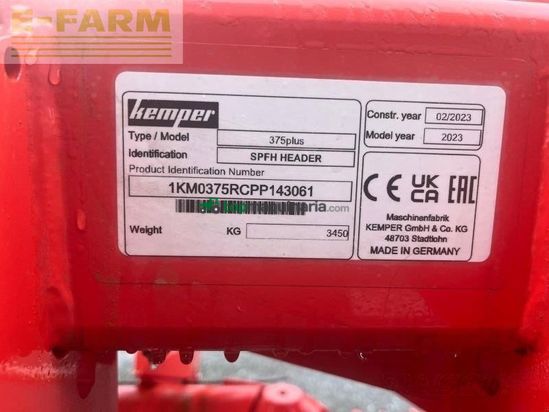 E-FARM
kemper
Type / Model 375plus
Identification SPFH HEADER
Product Identification Number
1KM0375RCPP143061
Weight KG 3450
Constr. year 02/2023
Model year 2023
CE UK CA EAC
Maschinenfabrik
KEMPER GmbH & Co. KG
48703 Stadtlohn
MADE IN GERMANY